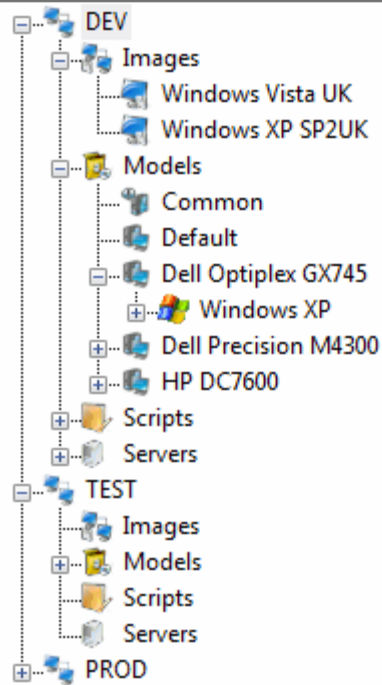 DEV
Images
Windows Vista UK
Windows XP SP2UK
Models
Common
Default
Dell Optiplex GX745
Windows XP
Dell Precision M4300
HP DC7600
Scripts
Servers
TEST
Images
Models
Scripts
Servers
PROD